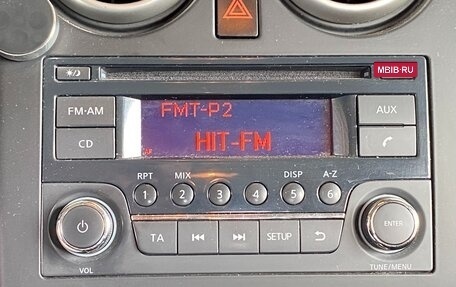 MBIB-RU
FM·AM
FMT-P2
AUX
CD
HIT-FM
AF
RPT MIX DISP A-Z
1 2 3 4 5 6
TA SETUP ENTER
VOL TUNE/MENU